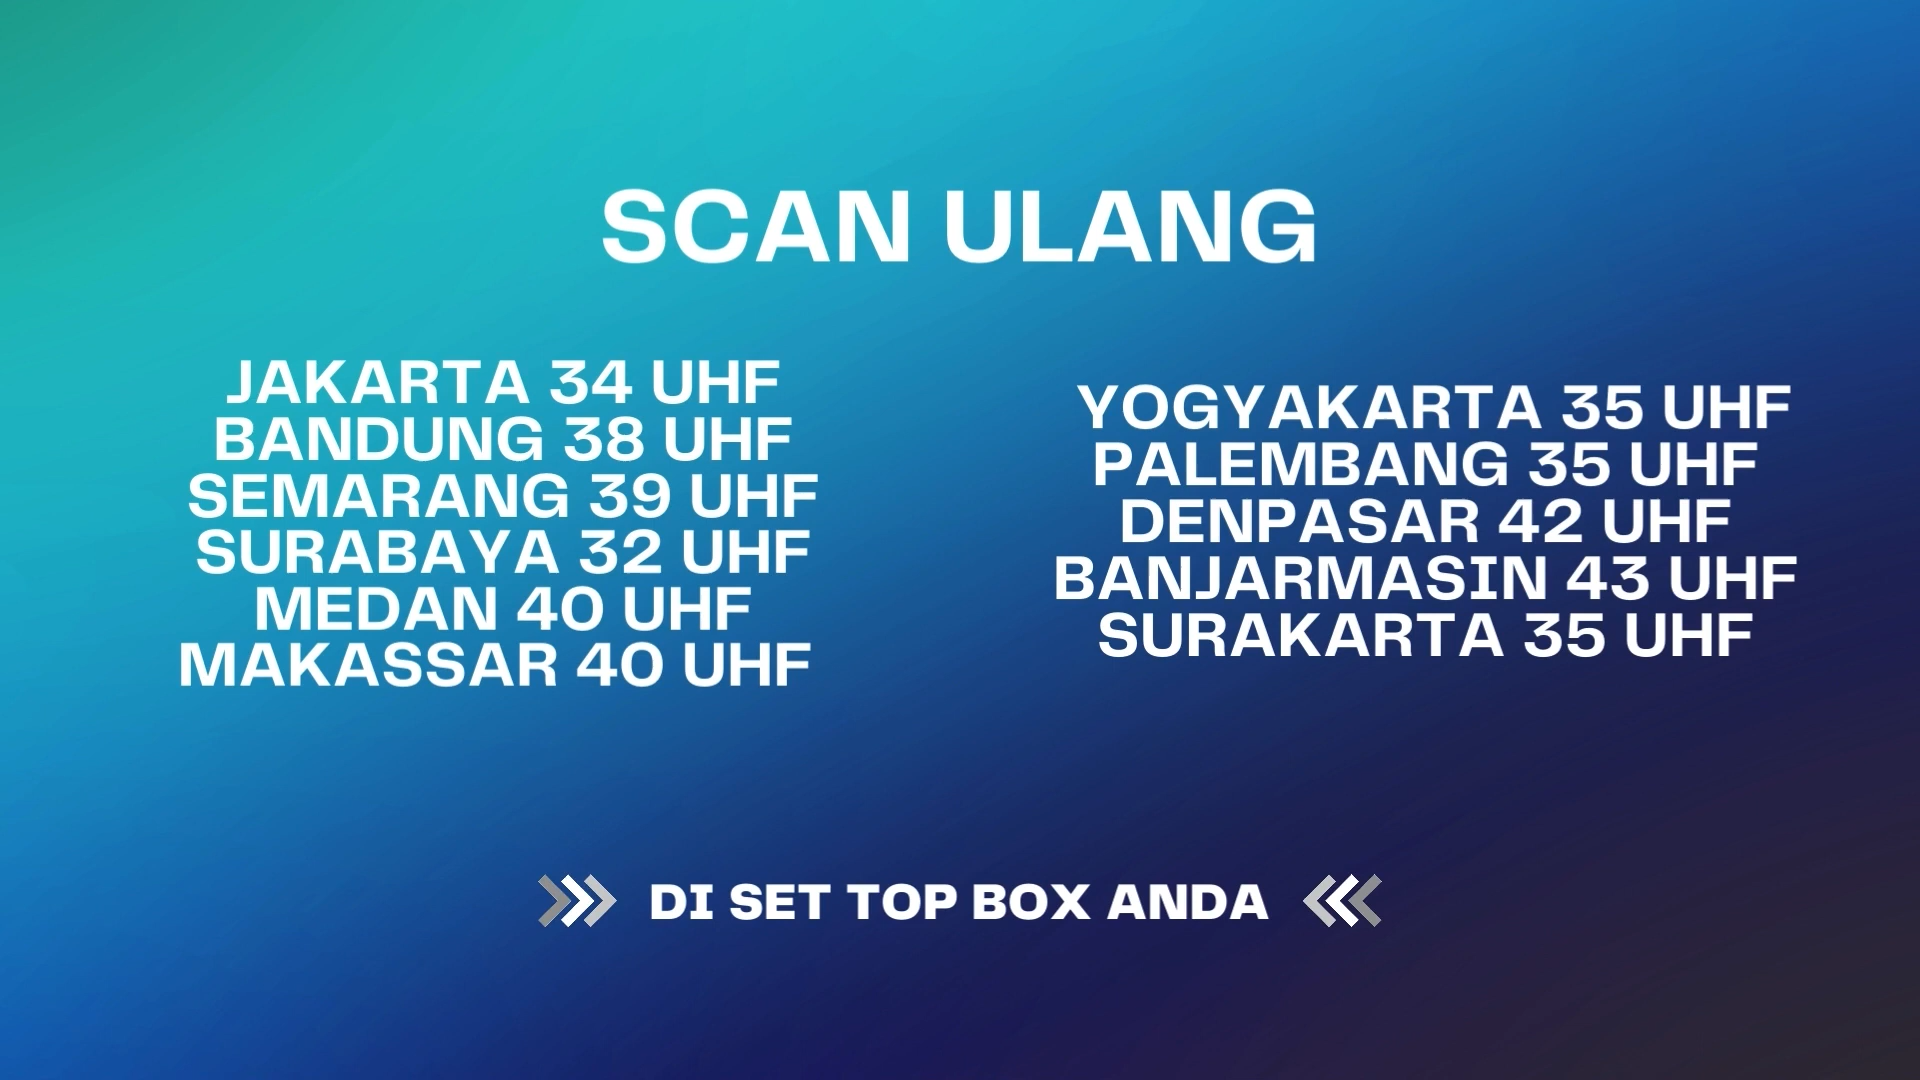 SCAN ULANG
JAKARTA 34 UHF
BANDUNG 38 UHF
SEMARANG 39 UHF
SURABAYA 32 UHF
MEDAN 40 UHF
MAKASSAR 40 UHF
YOGYAKARTA 35 UHF
PALEMBANG 35 UHF
DENPASAR 42 UHF
BANJARMASIN 43 UHF
SURAKARTA 35 UHF
DI SET TOP BOX ANDA